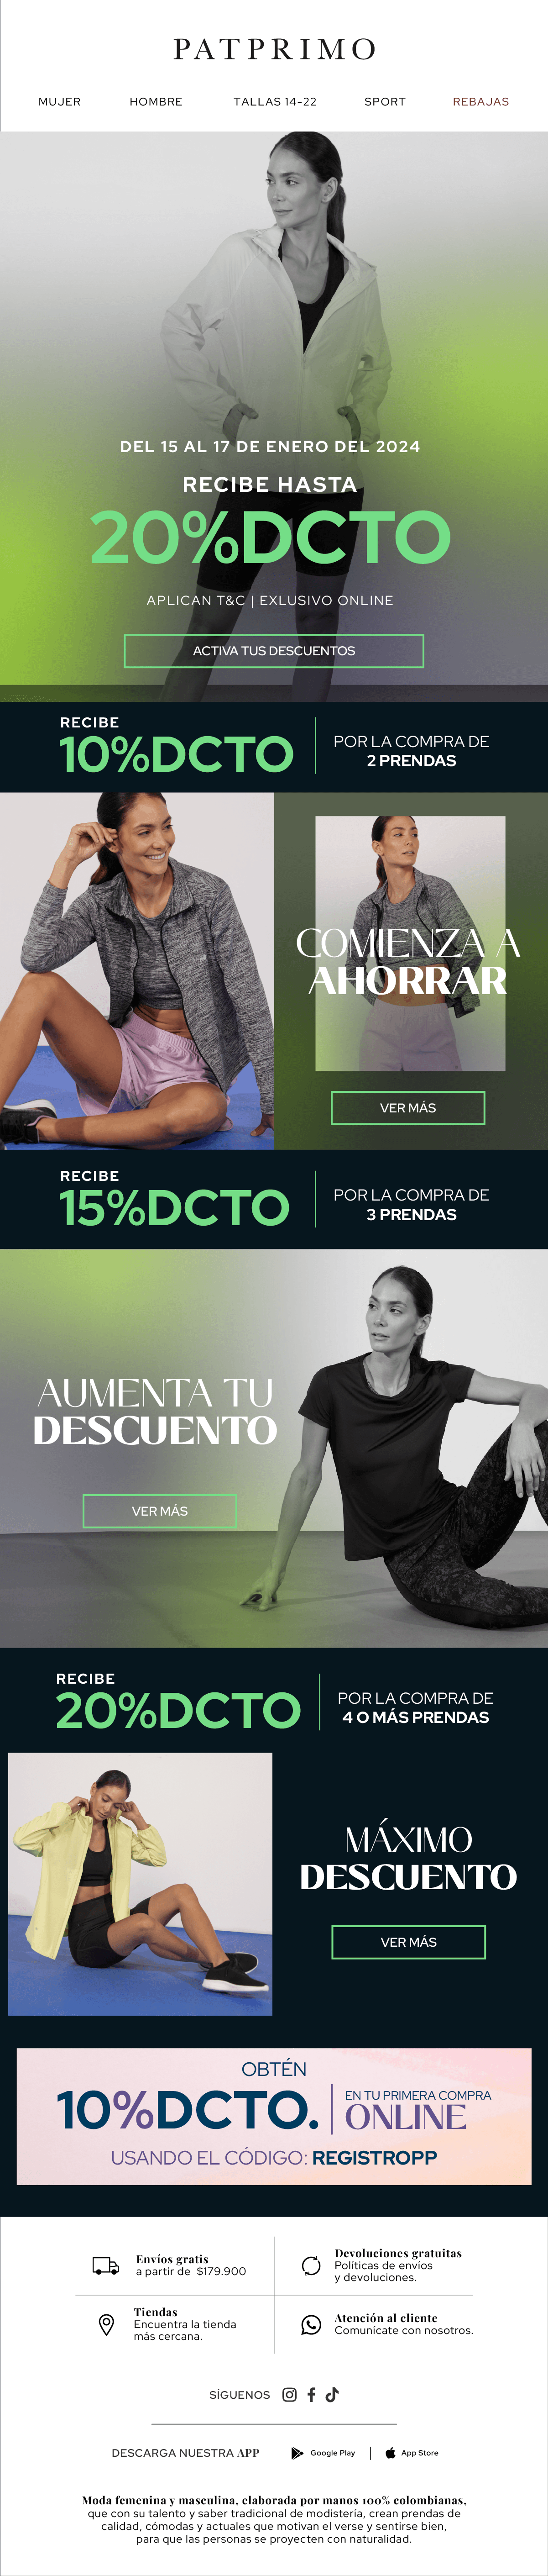 PATPRIMO
MUJER HOMBRE TALLAS 14-22 SPORT REBAJAS
DEL 15 AL 17 DE ENERO DEL 2024
RECIBE HASTA
20%DCTO
APLICAN T&C | EXLUSIVO ONLINE
ACTIVA TUS DESCUENTOS
RECIBE
10%DCTO
POR LA COMPRA DE
2 PRENDAS
COMIENZA A
AHORRAR
VER MÁS
RECIBE
15%DCTO
POR LA COMPRA DE
3 PRENDAS
AUMENTA TU
DESCUENTO
VER MÁS
RECIBE
20%DCTO
POR LA COMPRA DE
4 O MÁS PRENDAS
MÁXIMO
DESCUENTO
VER MÁS
OBTÉN
10%DCTO.
EN TU PRIMERA COMPRA
ONLINE
USANDO EL CÓDIGO: REGISTROPP
Envíos gratis
a partir de $179.900
Devoluciones gratuitas
Políticas de envíos
y devoluciones.
Tiendas
Encuentra la tienda
más cercana.
Atención al cliente
Comunícate con nosotros.
SÍGUENOS
DESCARGA NUESTRA APP
Google Play
App Store
Moda femenina y masculina, elaborada por manos 100% colombianas,
que con su talento y saber tradicional de modistería, crean prendas de
calidad, cómodas y actuales que motivan el verse y sentirse bien,
para que las personas se proyecten con naturalidad.